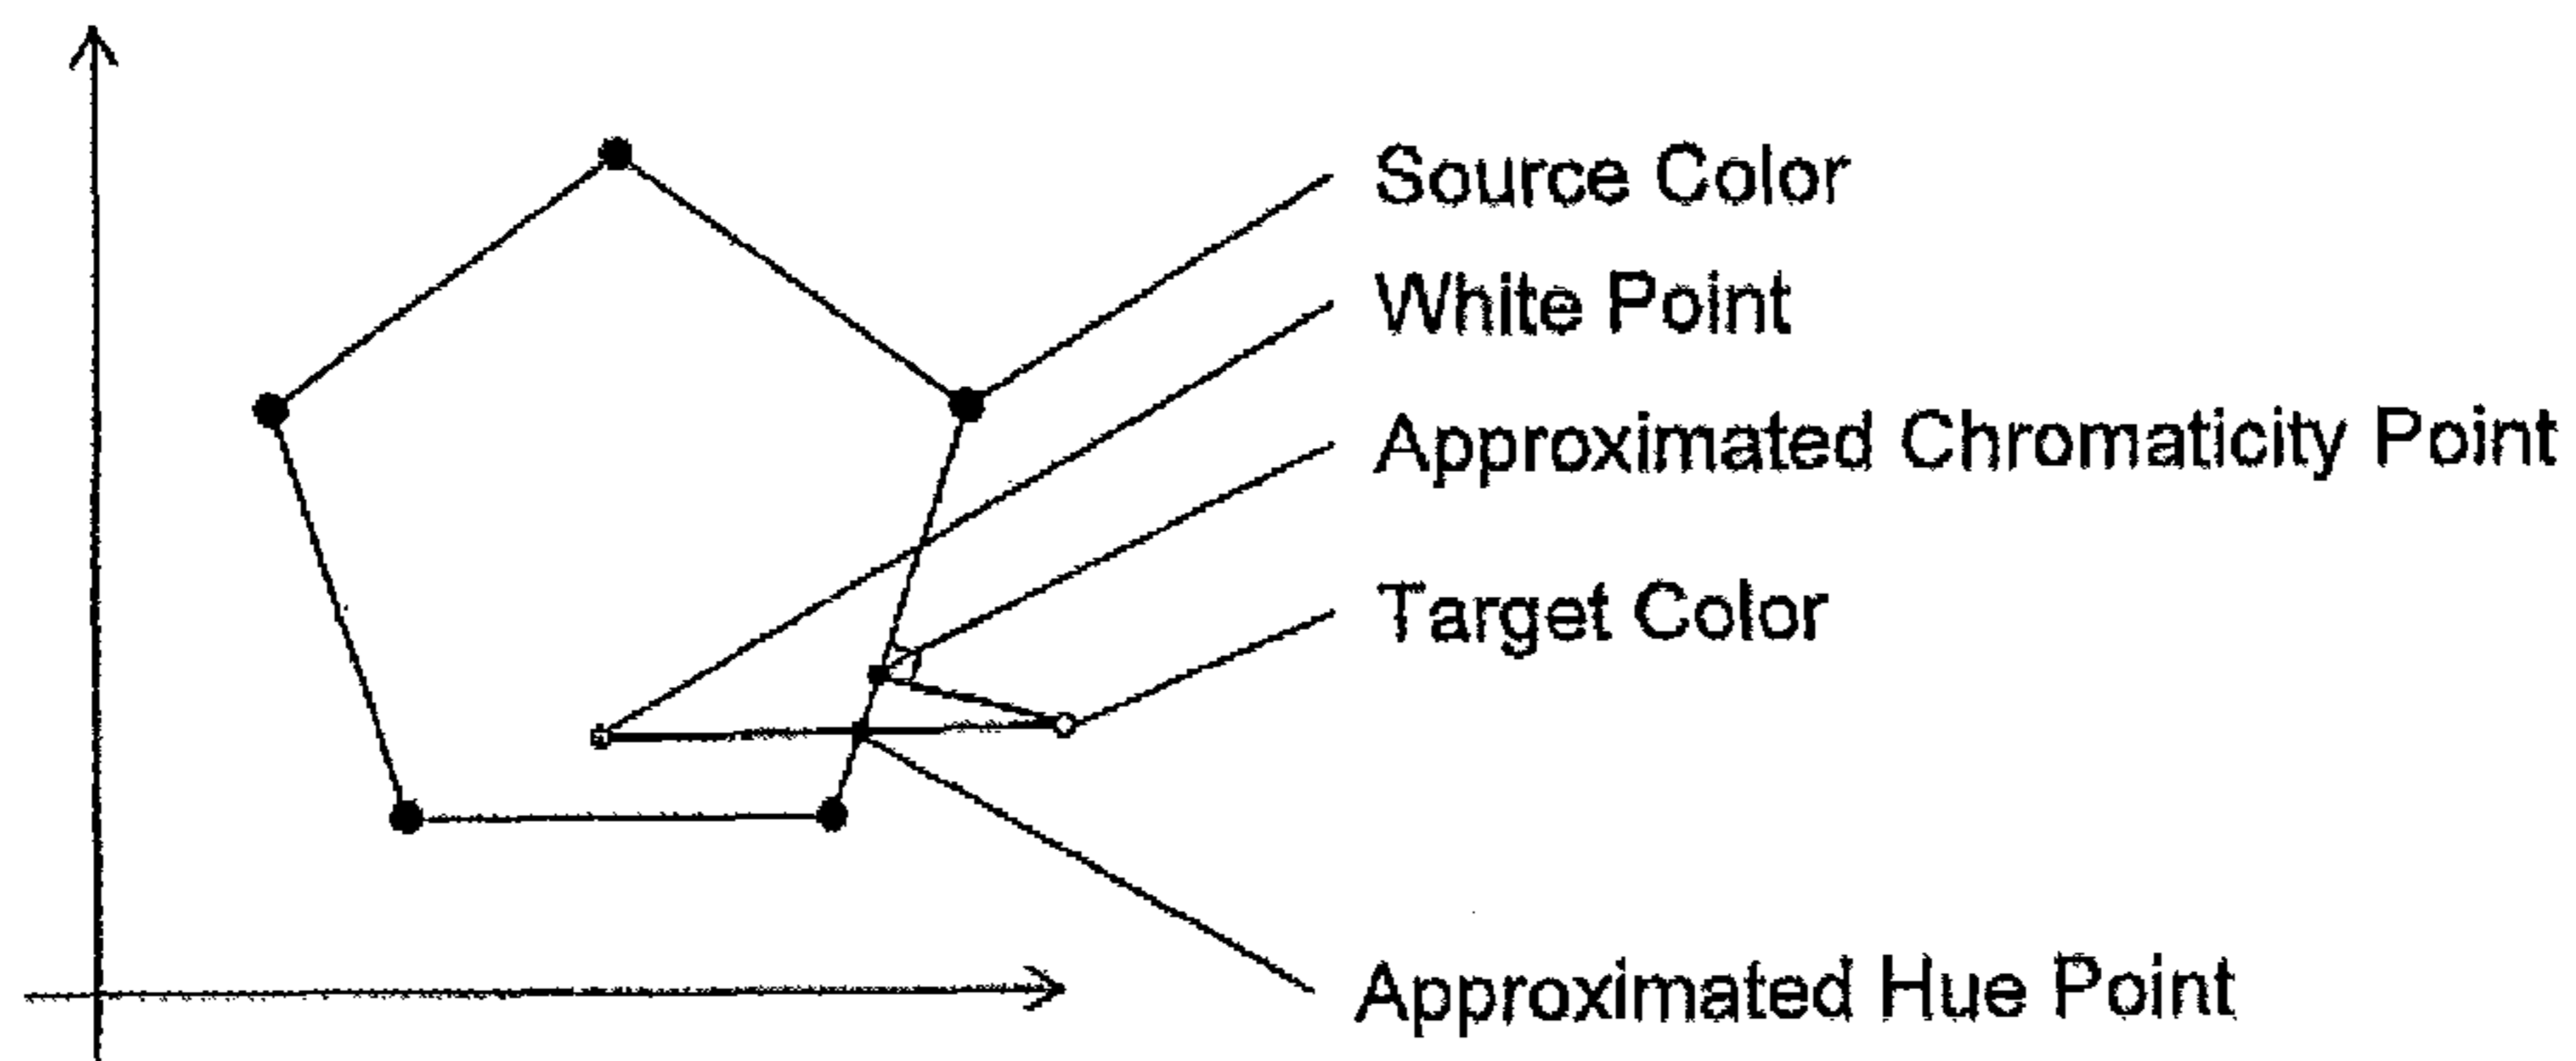 Source Color
White Point
Approximated Chromaticity Point
Target Color
Approximated Hue Point